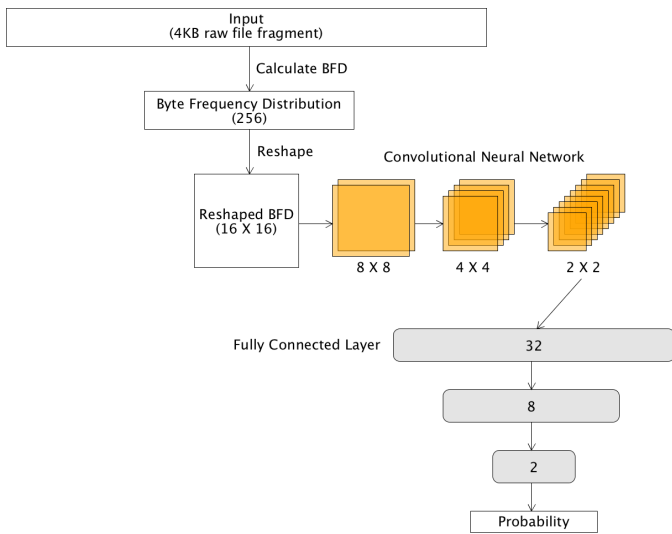 Input
(4KB raw file fragment)
Calculate BFD
Byte Frequency Distribution
(256)
Reshape
Convolutional Neural Network
Reshaped BFD
(16 X 16)
8 X 8
4 X 4
2 X 2
Fully Connected Layer
32
8
2
Probability